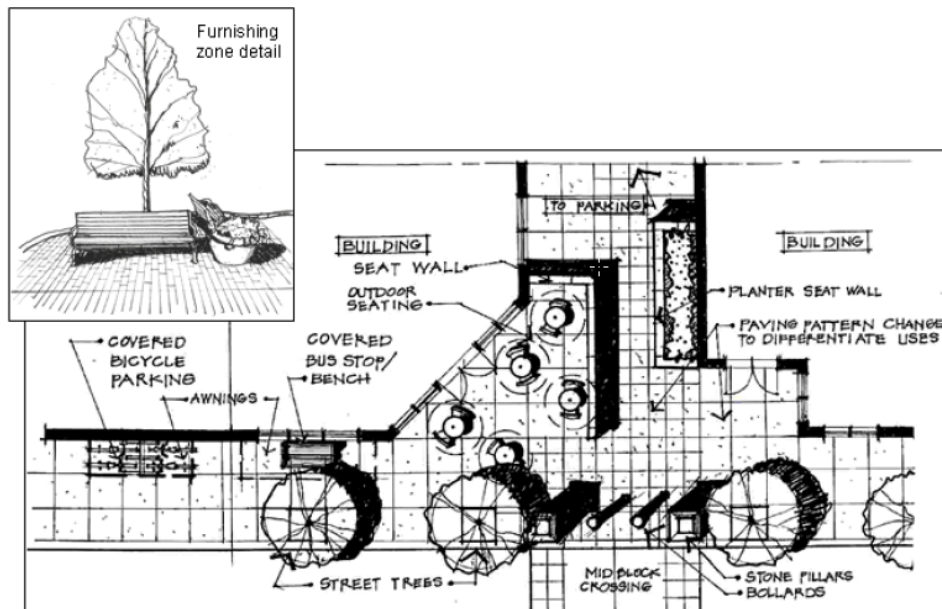 Furnishing
zone detail
TO PARKING
BUILDING
BUILDING
SEAT WALL
OUTDOOR
SEATING
PLANTER SEAT WALL
COVERED
BICYCLE
PARKING
COVERED
BUS STOP/
BENCH
PAVING PATTERN CHANGE
TO DIFFERENTIATE USES
AWNINGS
STREET TREES
MID BLOCK
CROSSING
STONE PILLARS
BOLLARDS